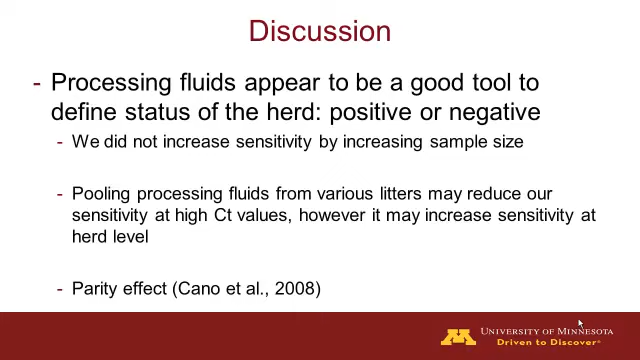 Discussion
- Processing fluids appear to be a good tool to
define status of the herd: positive or negative
- We did not increase sensitivity by increasing sample size
- Pooling processing fluids from various litters may reduce our
sensitivity at high Ct values, however it may increase sensitivity at
herd level
- Parity effect (Cano et al., 2008)
M
UNIVERSITY OF MINNESOTA
Driven to Discover®